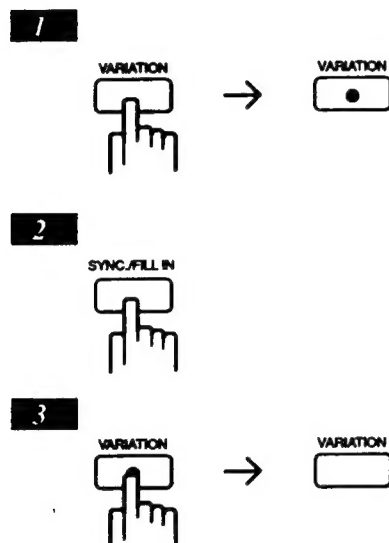 1
VARIATION VARIATION
2
SYNC./FILL IN
3
VARIATION VARIATION